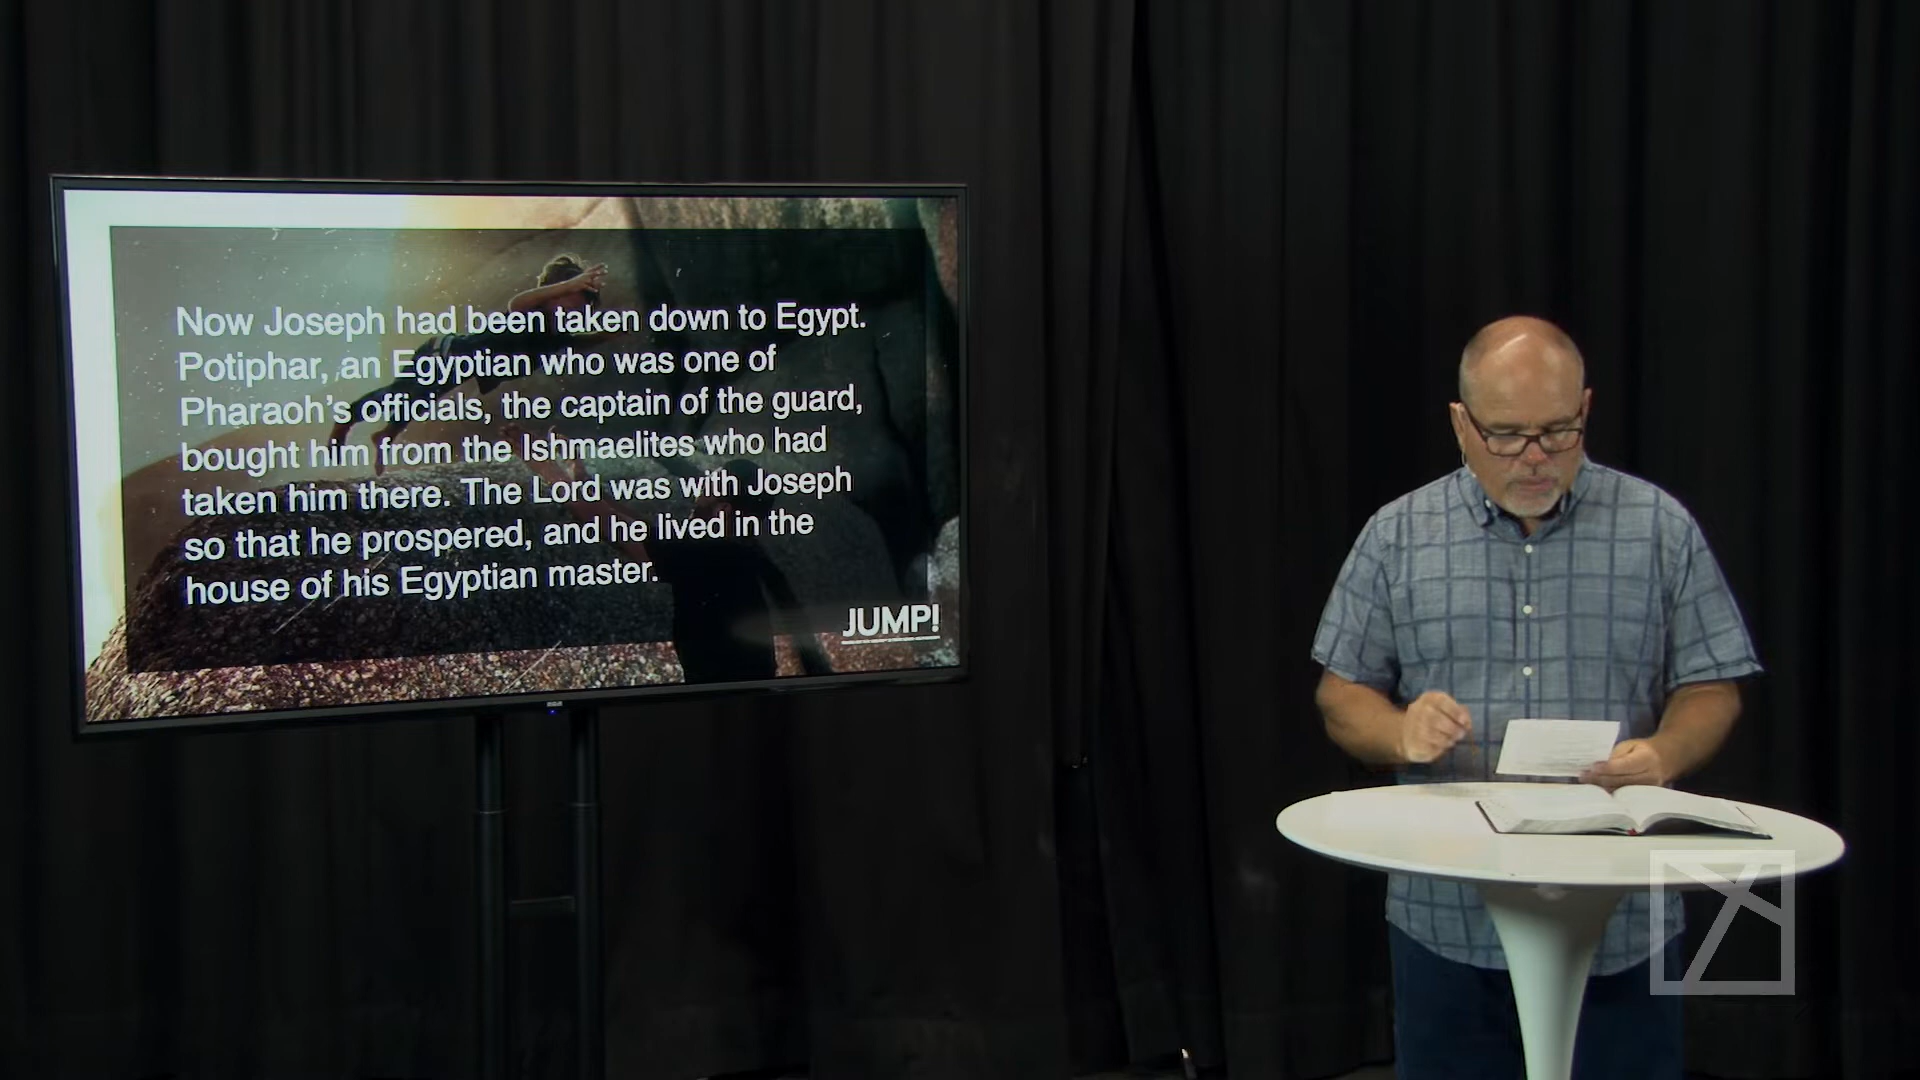 Now Joseph had been taken down to Egypt.
Potiphar, an Egyptian who was one of
Pharaoh's officials, the captain of the guard,
bought him from the Ishmaelites who had
taken him there. The Lord was with Joseph
so that he prospered, and he lived in the
house of his Egyptian master.
JUMP!
RCA